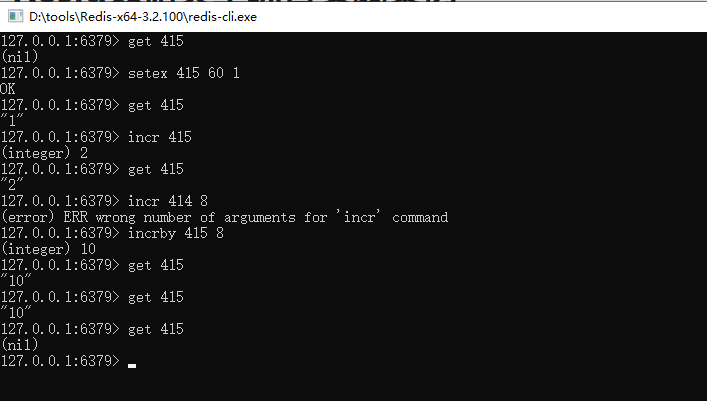 D:\tools\Redis-x64-3.2.100\redis-cli.exe
127.0.0.1:6379> get 415
(nil)
127.0.0.1:6379> setex 415 60 1
OK
127.0.0.1:6379> get 415
"1"
127.0.0.1:6379> incr 415
(integer) 2
127.0.0.1:6379> get 415
"2"
127.0.0.1:6379> incr 414 8
(error) ERR wrong number of arguments for 'incr' command
127.0.0.1:6379> incrby 415 8
(integer) 10
127.0.0.1:6379> get 415
"10"
127.0.0.1:6379> get 415
"10"
127.0.0.1:6379> get 415
(nil)
127.0.0.1:6379>